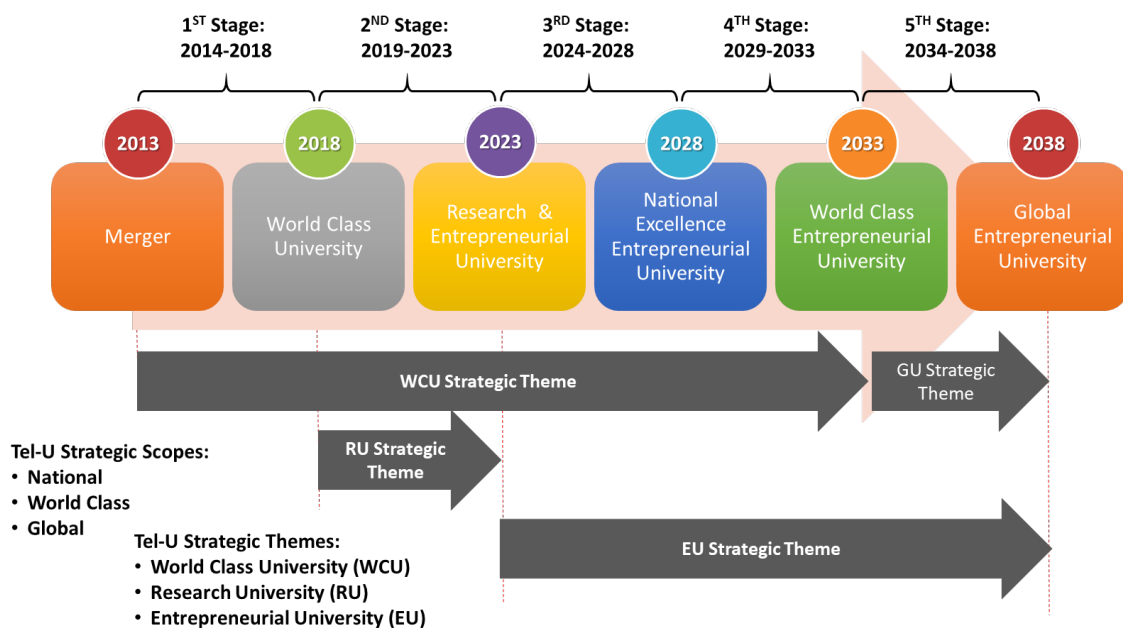 1ST Stage:
2014-2018
2ND Stage:
2019-2023
3RD Stage:
2024-2028
4TH Stage:
2029-2033
5TH Stage:
2034-2038
2013
2018
2023
2028
2033
2038
Merger
World Class
University
Research &
Entrepreneurial
University
National
Excellence
Entrepreneurial
University
World Class
Entrepreneurial
University
Global
Entrepreneurial
University
WCU Strategic Theme
GU Strategic
Theme
RU Strategic
Theme
Tel-U Strategic Scopes:
• National
• World Class
• Global
EU Strategic Theme
Tel-U Strategic Themes:
• World Class University (WCU)
• Research University (RU)
• Entrepreneurial University (EU)